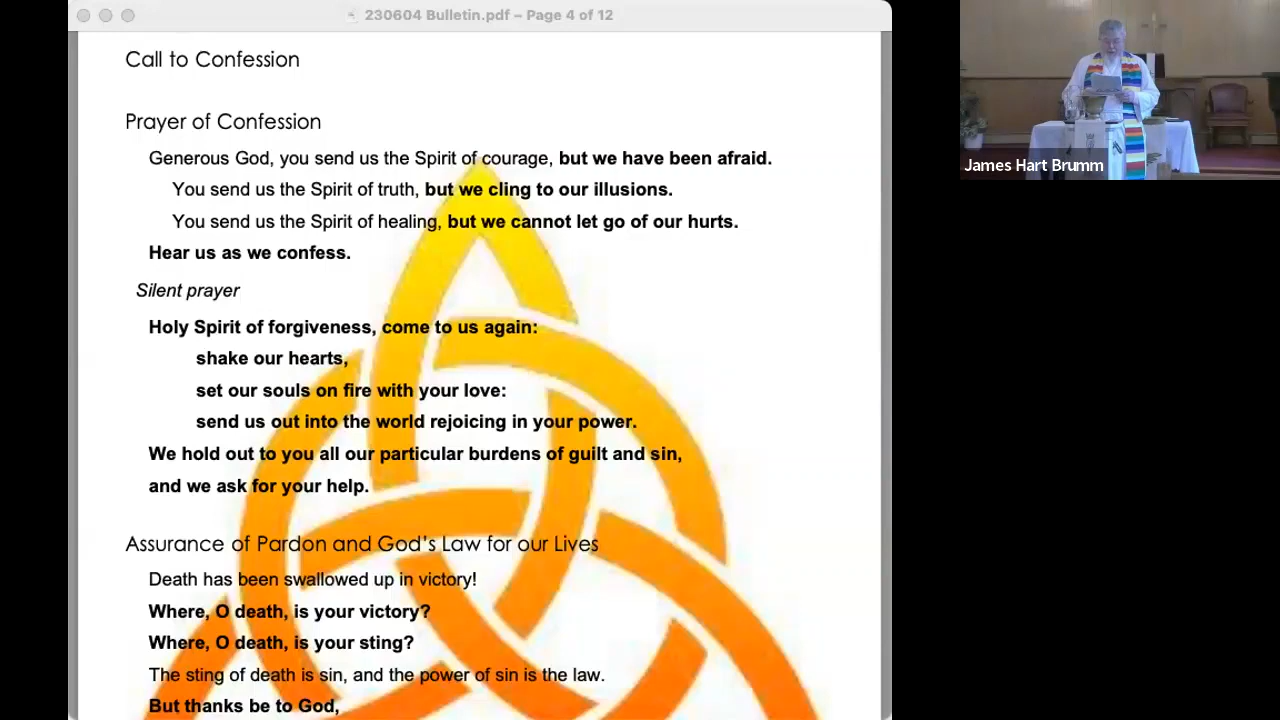 230604 Bulletin.pdf – Page 4 of 12
Call to Confession
Prayer of Confession
Generous God, you send us the Spirit of courage, but we have been afraid.
You send us the Spirit of truth, but we cling to our illusions.
You send us the Spirit of healing, but we cannot let go of our hurts.
Hear us as we confess.
Silent prayer
Holy Spirit of forgiveness, come to us again:
shake our hearts,
set our souls on fire with your love:
send us out into the world rejoicing in your power.
We hold out to you all our particular burdens of guilt and sin,
and we ask for your help.
Assurance of Pardon and God's Law for our Lives
Death has been swallowed up in victory!
Where, O death, is your victory?
Where, O death, is your sting?
The sting of death is sin, and the power of sin is the law.
But thanks be to God,
James Hart Brumm